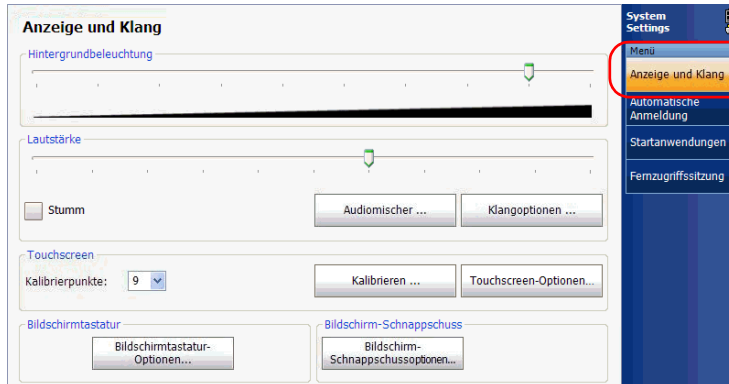 Anzeige und Klang
Hintergrundbeleuchtung
Lautstärke
Stumm
Audiomischer ...
Klangoptionen ...
Touchscreen
Kalibrierpunkte:
9
Kalibrieren ...
Touchscreen-Optionen...
Bildschirmtastatur
Bildschirmtastatur-
Optionen...
Bildschirm-Schnappschuss
Bildschirm-
Schnappschussoptionen...
System
Settings
Menü
Anzeige und Klang
Automatische
Anmeldung
Startanwendungen
Fernzugriffssitzung